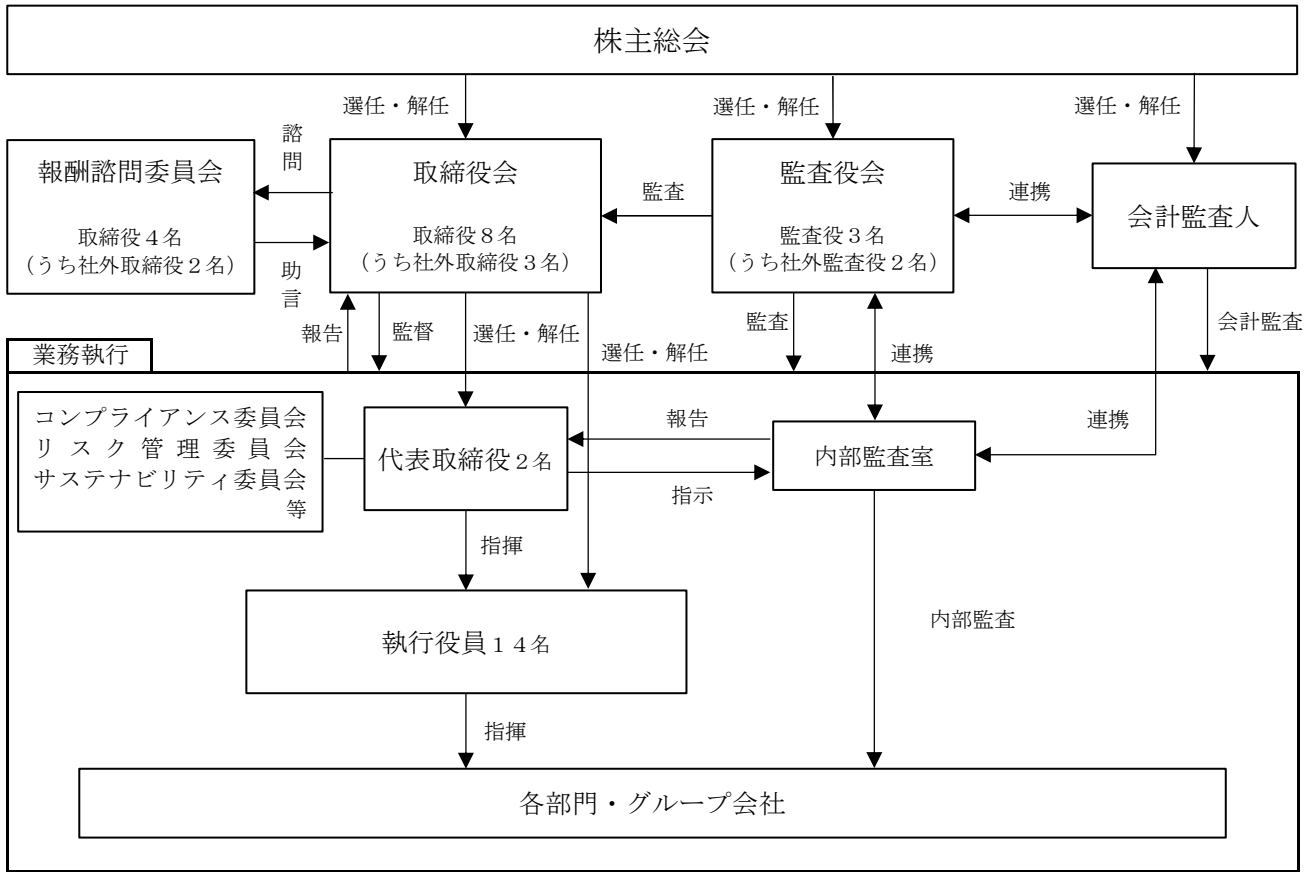 株主総会
選任・解任
選任・解任
選任・解任
諮問
報酬諮問委員会
取締役４名
（うち社外取締役２名）
取締役会
取締役８名
（うち社外取締役３名）
監査
監査役会
監査役３名
（うち社外監査役２名）
連携
会計監査人
助言
報告
監督
選任・解任
選任・解任
監査
連携
会計監査
業務執行
コンプライアンス委員会
リスク管理委員会
サステナビリティ委員会
等
代表取締役２名
報告
指示
内部監査室
連携
指揮
執行役員１４名
内部監査
指揮
各部門・グループ会社